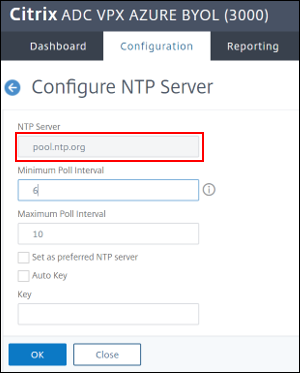 Citrix ADC VPX AZURE BYOL (3000)
Dashboard Configuration Reporting
Configure NTP Server
NTP Server
pool.ntp.org
Minimum Poll Interval
6
Maximum Poll Interval
10
Set as preferred NTP server
Auto Key
Key
OK Close